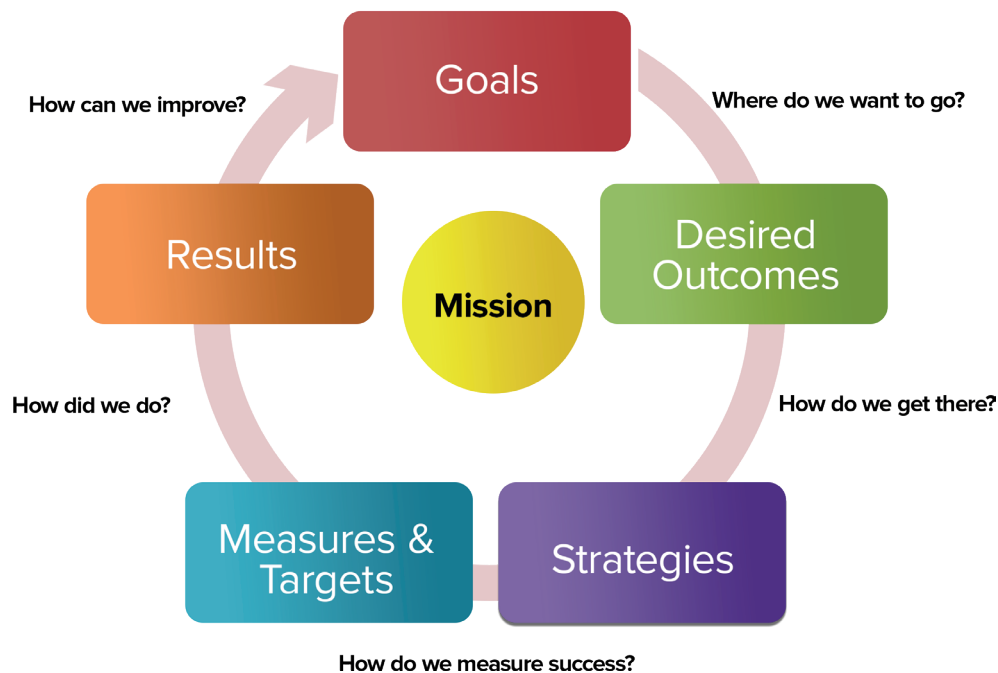 Goals
Where do we want to go?
Desired
Outcomes
How do we get there?
Strategies
How do we measure success?
Measures &
Targets
How did we do?
Results
How can we improve?
Mission